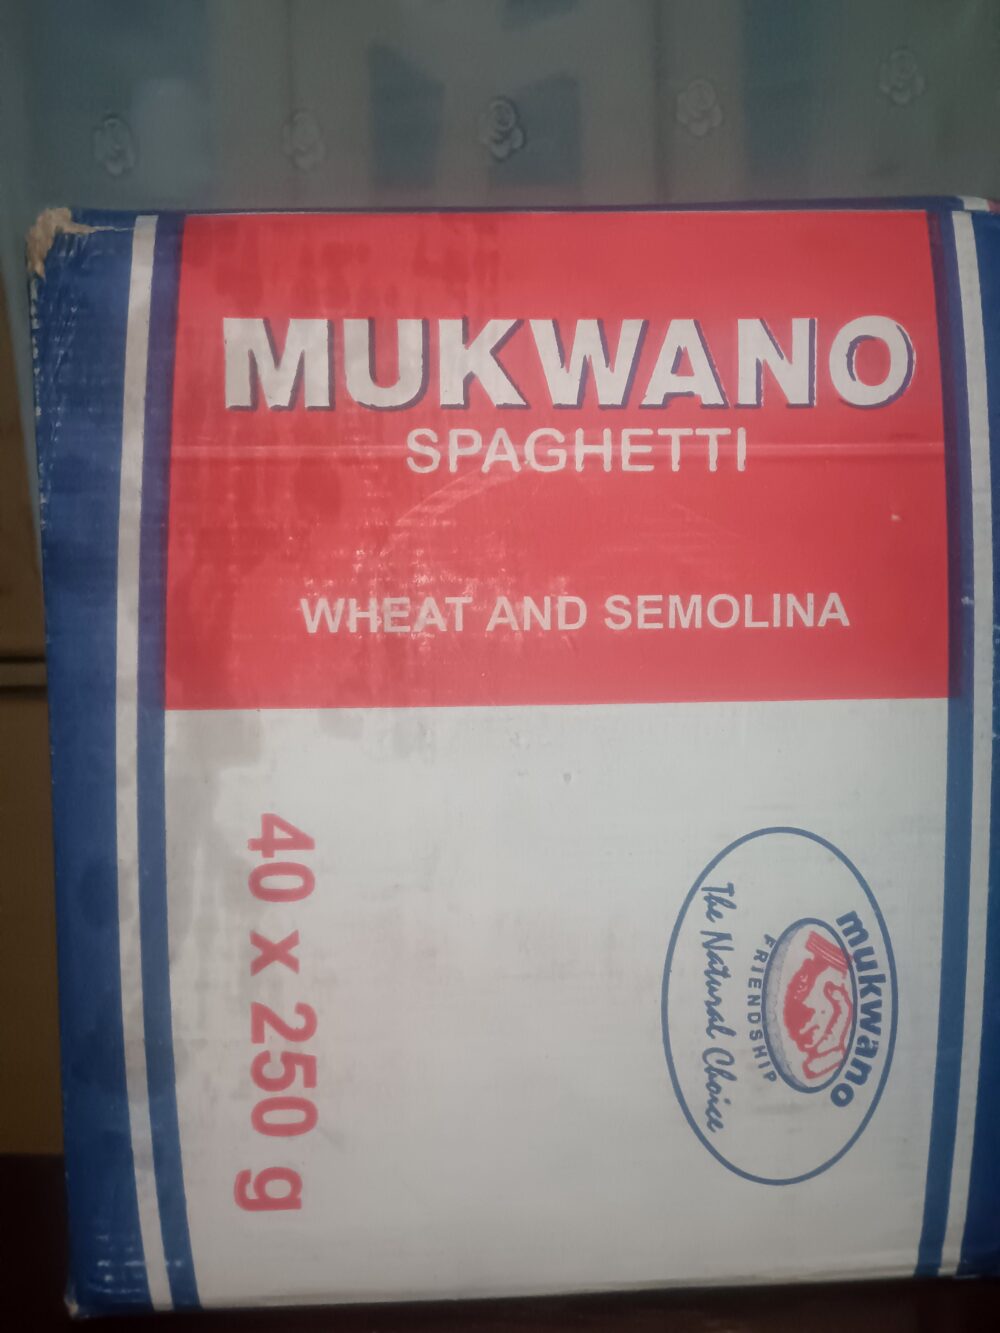 MUKWANO
SPAGHETTI
WHEAT AND SEMOLINA
40 x 250 g
mukwano
FRIENDSHIP
The Natural Choice